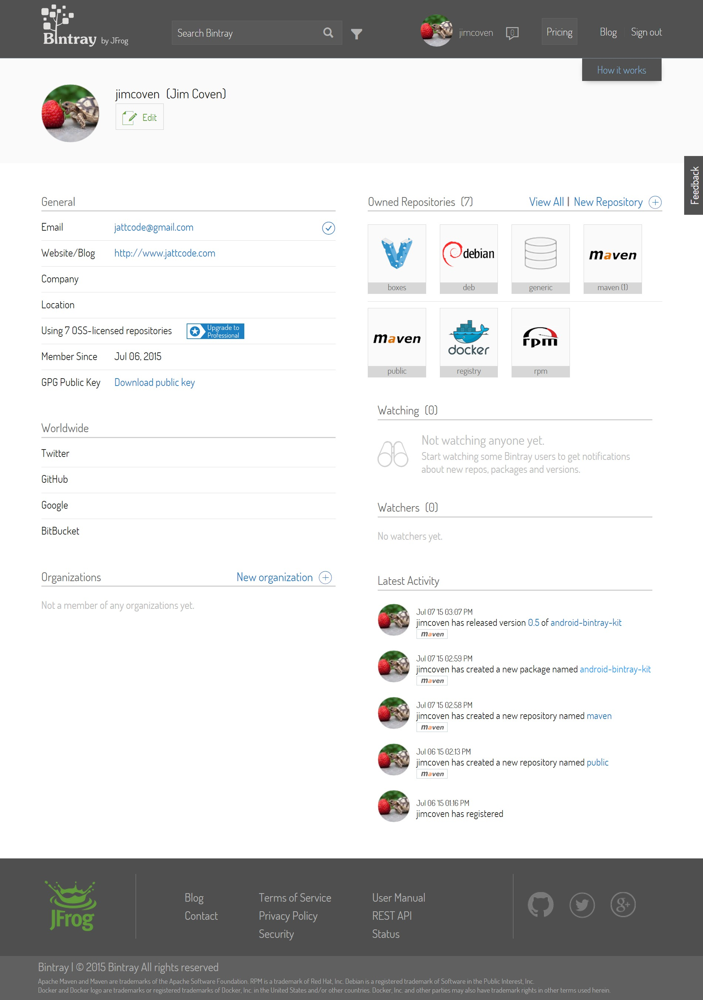 Bintray by JFrog
Search Bintray
jimcoven
0
Pricing
Blog
Sign out
How it works
jimcoven (Jim Coven)
Edit
Feedback
General
Email jattcode@gmail.com
Website/Blog http://www.jattcode.com
Company
Location
Using 7 OSS-licensed repositories
Upgrade to
Professional
Member Since Jul 06, 2015
GPG Public Key Download public key
Worldwide
Twitter
GitHub
Google
BitBucket
Organizations New organization
Not a member of any organizations yet.
Owned Repositories (7) View All | New Repository
debian
maven
boxes
deb
generic
maven (1)
maven
docker
rpm
public
registry
rpm
Watching (0)
Not watching anyone yet.
Start watching some Bintray users to get notifications
about new repos, packages and versions.
Watchers (0)
No watchers yet.
Latest Activity
Jul 07 '15 03:07 PM
jimcoven has released version 0.5 of android-bintray-kit
maven
Jul 07 '15 02:59 PM
jimcoven has created a new package named android-bintray-kit
maven
Jul 07 '15 02:58 PM
jimcoven has created a new repository named maven
maven
Jul 06 '15 02:13 PM
jimcoven has created a new repository named public
maven
Jul 06 '15 01:16 PM
jimcoven has registered
JFrog
Blog
Contact
Terms of Service
Privacy Policy
Security
User Manual
REST API
Status
g+
Bintray | © 2015 Bintray All rights reserved
Apache Maven and Maven are trademarks of the Apache Software Foundation. RPM is a trademark of Red Hat, Inc. Debian is a registered trademark of Software in the Public Interest, Inc.
Docker and Docker logo are trademarks or registered trademarks of Docker, Inc. in the United States and/or other countries. Docker, Inc. and other parties may also have trademark rights in other terms used herein.